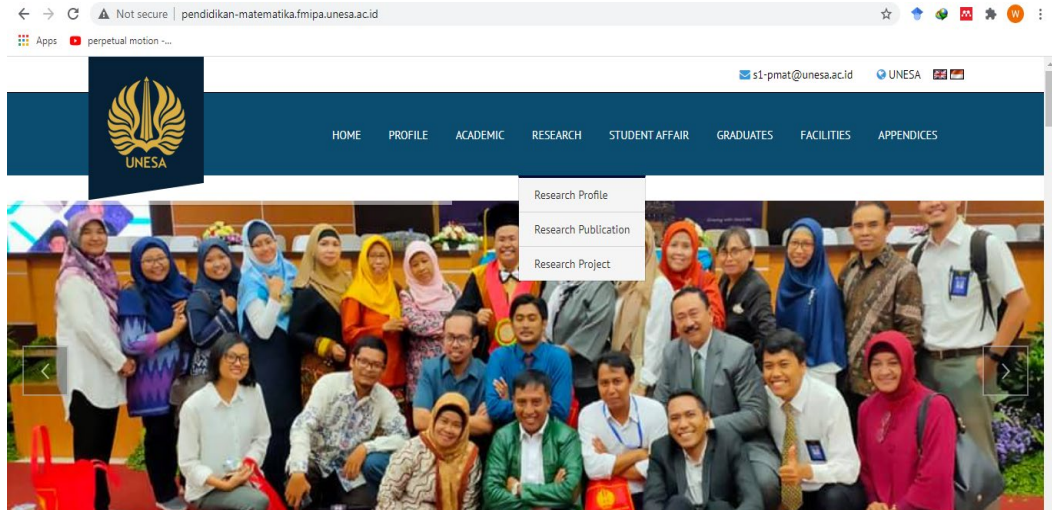 Not secure | pendidikan-matematika.fmipa.unesa.ac.id
W
Apps perpetual motion -...
s1-pmat@unesa.ac.id UNESA
UNESA
HOME PROFILE ACADEMIC RESEARCH STUDENT AFFAIR GRADUATES FACILITIES APPENDICES
Research Profile
Research Publication
Research Project